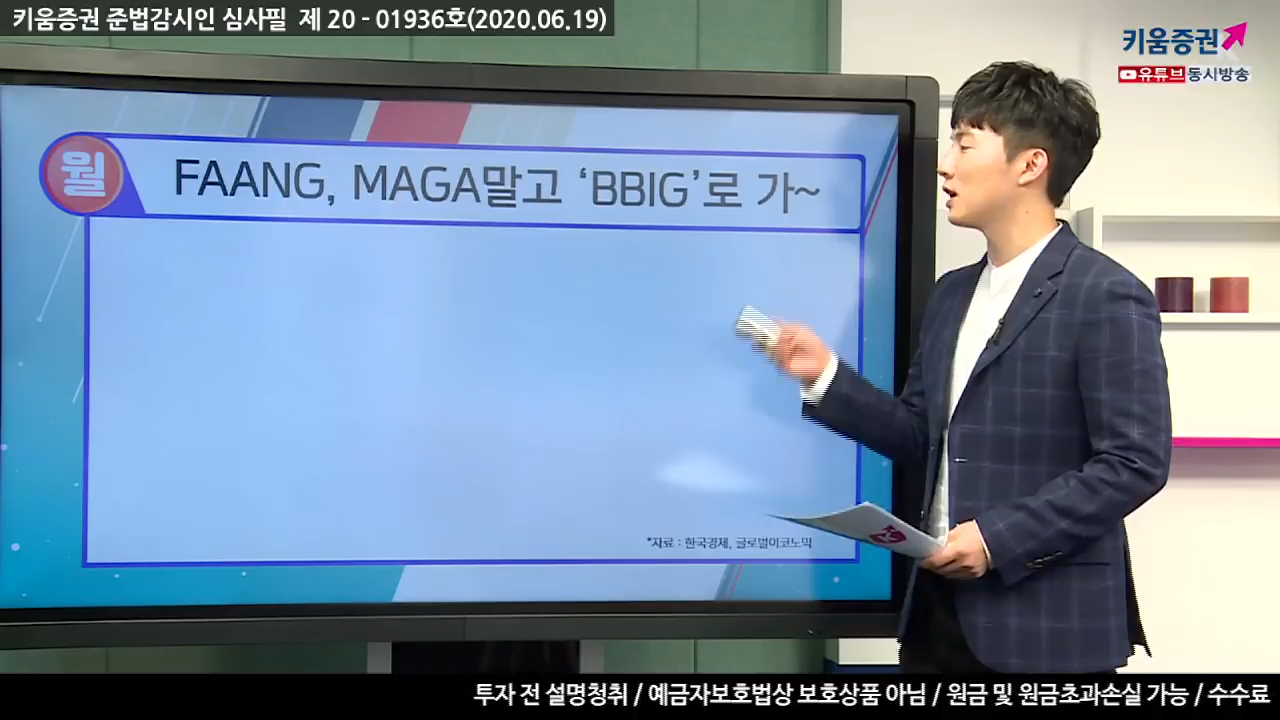 키움증권 준법감시인 심사필 제 20 - 01936호(2020.06.19)
키움증권
유튜브 동시방송
월
FAANG, MAGA말고 ‘BBIG’로 가~
*자료 : 한국경제, 글로벌이코노믹
투자 전 설명청취 / 예금자보호법상 보호상품 아님 / 원금 및 원금초과손실 가능 / 수수료